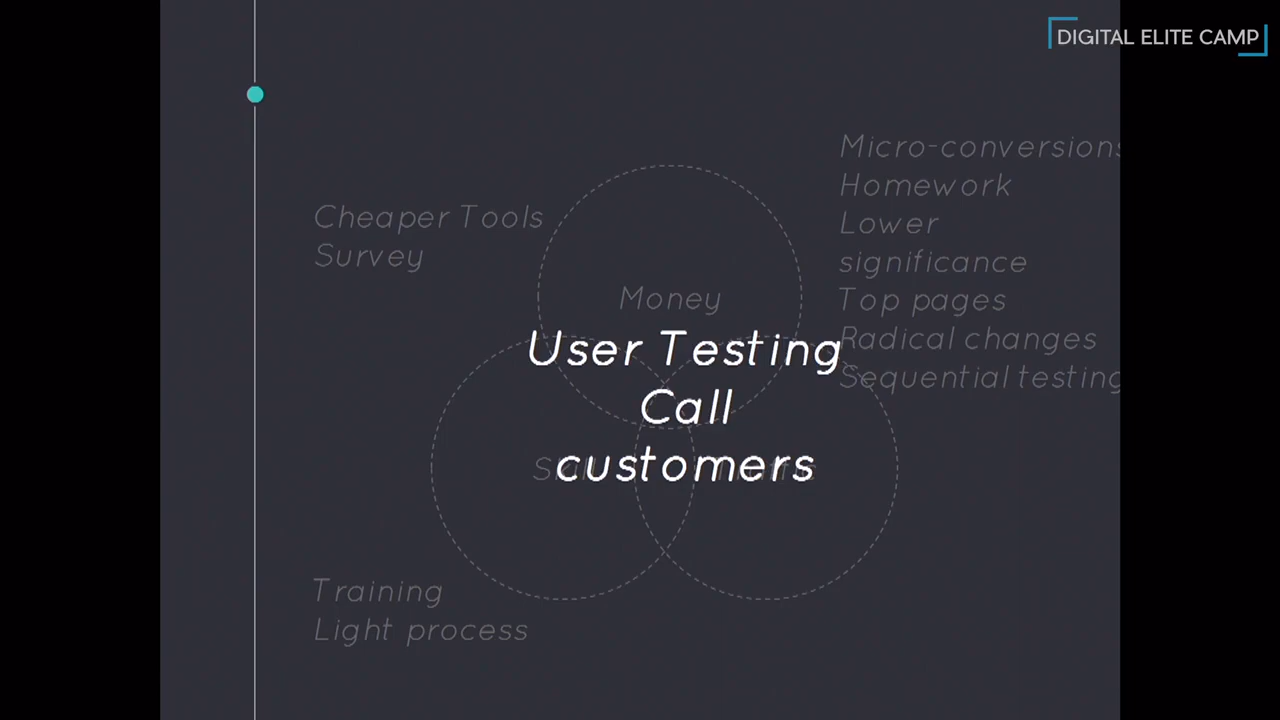 DIGITAL ELITE CAMP
Micro-conversions
Homework
Lower
significance
Top pages
Radical changes
Sequential testing
Cheaper Tools
Survey
Money
User Testing
Call
customers
Training
Light process